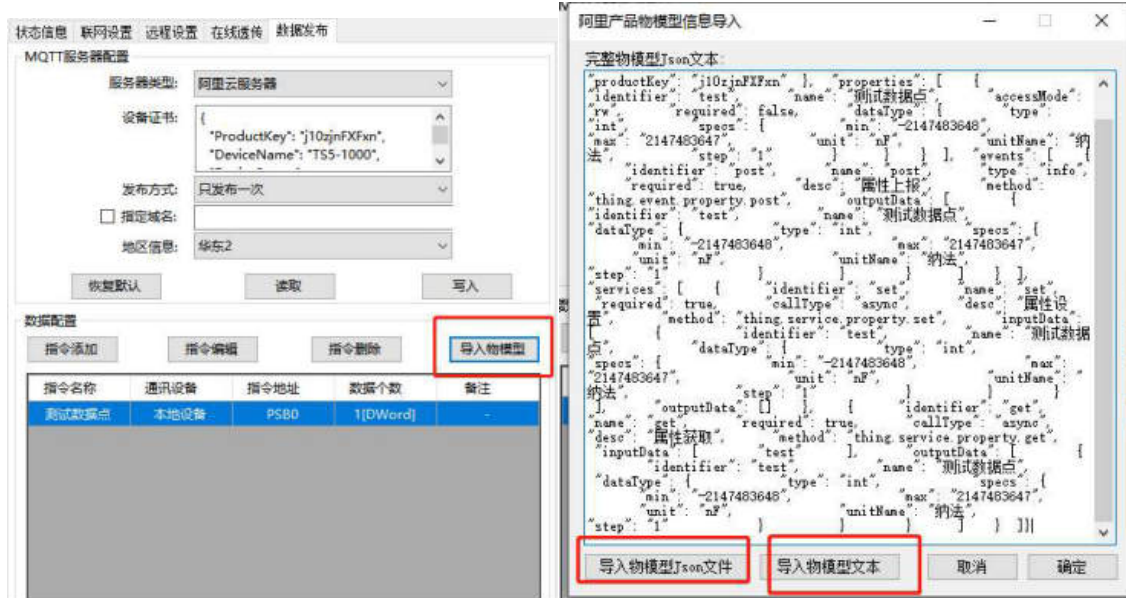 状态信息 联网设置 远程设置 在线透传 数据发布
MQTT服务器配置
服务器类型: 阿里云服务器
设备证书: {
"ProductKey": "j10zjnFXFxn",
"DeviceName": "TS5-1000",
发布方式: 只发布一次
指定域名:
地区信息: 华东2
恢复默认 读取 写入
数据配置
指令添加 指令编辑 指令删除 导入物模型
指令名称 通讯设备 指令地址 数据个数 备注
测试数据点 本地设备 PSB0 1[DWord] -
阿里产品物模型信息导入
完整物模型Json文本:
"productKey": "j10zjnFXFxn" }, "properties": [ {
"identifier": "test", "name": "测试数据点", "accessMode":
"rw", "required": false, "dataType": { "type":
"int", "specs": { "min": "-2147483648",
"max": "2147483647", "unit": "nF", "unitName": "纳
法", "step": "1" } } } ], "events": [ {
"identifier": "post", "name": "post", "type": "info",
"required": true, "desc": "属性上报", "method":
"thing.event.property.post", "outputData": [ {
"identifier": "test", "name": "测试数据点",
"dataType": { "type": "int", "specs": {
"min": "-2147483648", "max": "2147483647",
"unit": "nF", "unitName": "纳法",
"step": "1" } } } ] } ],
"services": [ { "identifier": "set", "name": "set",
"required": true, "callType": "async", "desc": "属性设
置", "method": "thing.service.property.set", "inputData":
[ { "identifier": "test", "name": "测试数据
点", "dataType": { "type": "int",
"specs": { "min": "-2147483648", "max":
"2147483647", "unit": "nF", "unitName": "
纳法", "step": "1" } } }
], "outputData": [] }, { "identifier": "get",
"name": "get", "required": true, "callType": "async",
"desc": "属性获取", "method": "thing.service.property.get",
"inputData": [ "test" ], "outputData": [ {
"identifier": "test", "name": "测试数据点",
"dataType": { "type": "int", "specs": {
"min": "-2147483648", "max": "2147483647",
"unit": "nF", "unitName": "纳法",
"step": "1" } } } ] } ]}
导入物模型Json文件 导入物模型文本 取消 确定